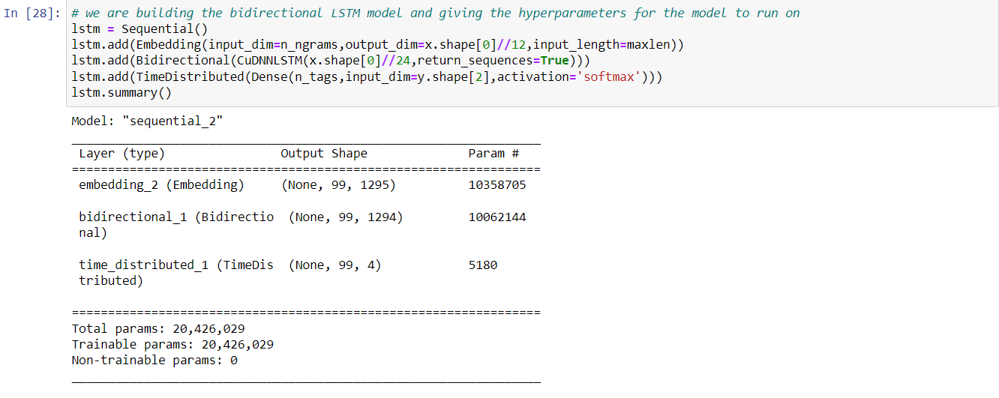 In [28]: # we are building the bidirectional LSTM model and giving the hyperparameters for the model to run on
lstm = Sequential()
lstm.add(Embedding(input_dim=n_ngrams,output_dim=x.shape[0]//12,input_length=maxlen))
lstm.add(Bidirectional(CuDNNLSTM(x.shape[0]//24,return_sequences=True)))
lstm.add(TimeDistributed(Dense(n_tags,input_dim=y.shape[2],activation='softmax')))
lstm.summary()
Model: "sequential_2"
_________________________________________________________________
Layer (type) Output Shape Param #
=================================================================
embedding_2 (Embedding) (None, 99, 1295) 10358705
bidirectional_1 (Bidirectio (None, 99, 1294) 10062144
nal)
time_distributed_1 (TimeDis (None, 99, 4) 5180
tributed)
=================================================================
Total params: 20,426,029
Trainable params: 20,426,029
Non-trainable params: 0
_________________________________________________________________